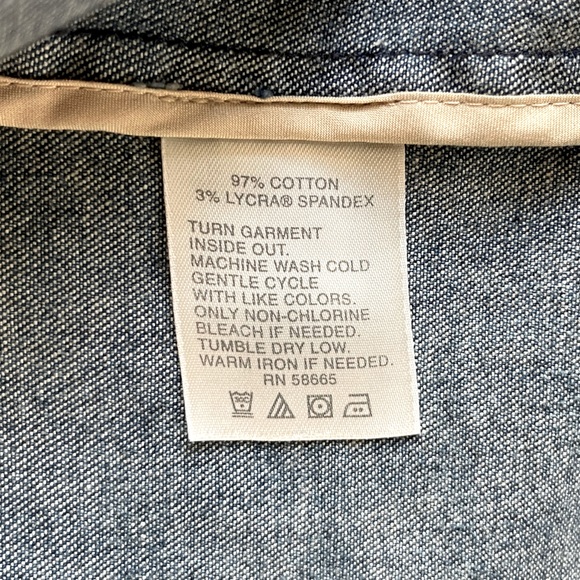 97% COTTON
3% LYCRA® SPANDEX
TURN GARMENT
INSIDE OUT.
MACHINE WASH COLD
GENTLE CYCLE
WITH LIKE COLORS.
ONLY NON-CHLORINE
BLEACH IF NEEDED.
TUMBLE DRY LOW.
WARM IRON IF NEEDED.
RN 58665